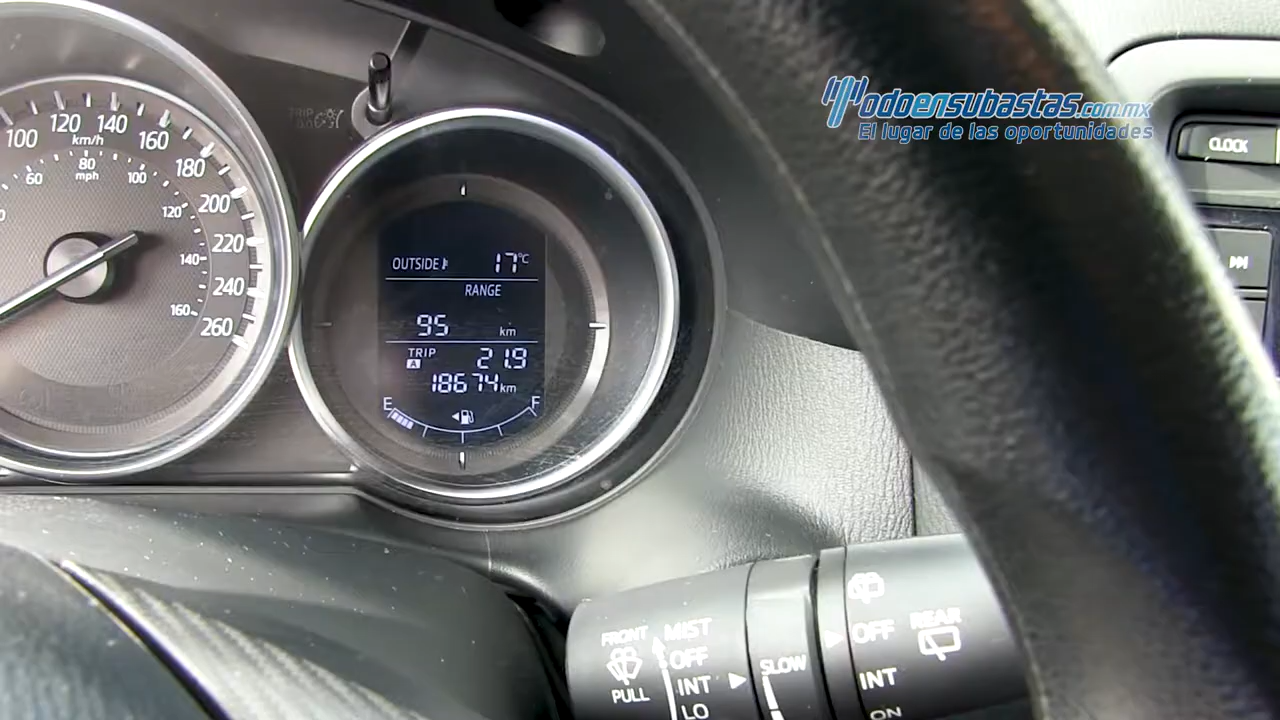 Todoensubastas.com.mx
El lugar de las oportunidades
CLOCK
TRIP
100 120 140 160 180 200 220 240 260
km/h
60 80 100 120 140 160
mph
OUTSIDE 17°C
RANGE
95 km
TRIP A 21.9
18674 km
E F
FRONT
PULL
MIST
OFF
INT
LO
SLOW
OFF
INT
ON
REAR